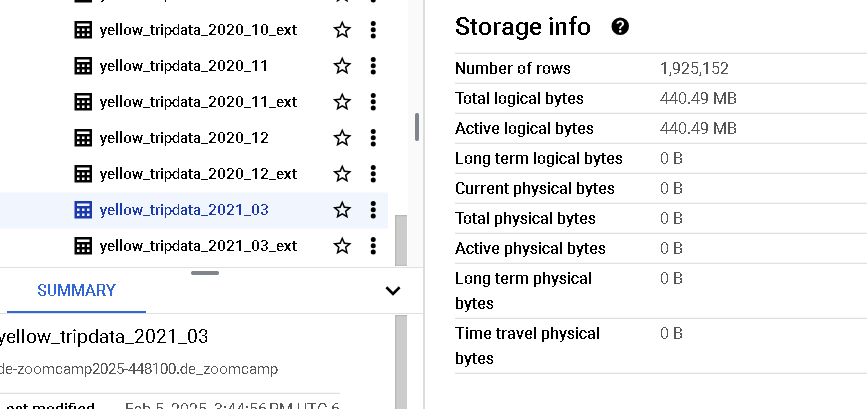 yellow_tripdata_2020_10_ext
yellow_tripdata_2020_11
yellow_tripdata_2020_11_ext
yellow_tripdata_2020_12
yellow_tripdata_2020_12_ext
yellow_tripdata_2021_03
yellow_tripdata_2021_03_ext
SUMMARY
yellow_tripdata_2021_03
de-zoomcamp2025-448100.de_zoomcamp
Last modified Feb 5, 2025, 3:44:56 PM UTC-6
Storage info ?
Number of rows 1,925,152
Total logical bytes 440.49 MB
Active logical bytes 440.49 MB
Long term logical bytes 0 B
Current physical bytes 0 B
Total physical bytes 0 B
Active physical bytes 0 B
Long term physical 0 B
bytes
Time travel physical 0 B
bytes